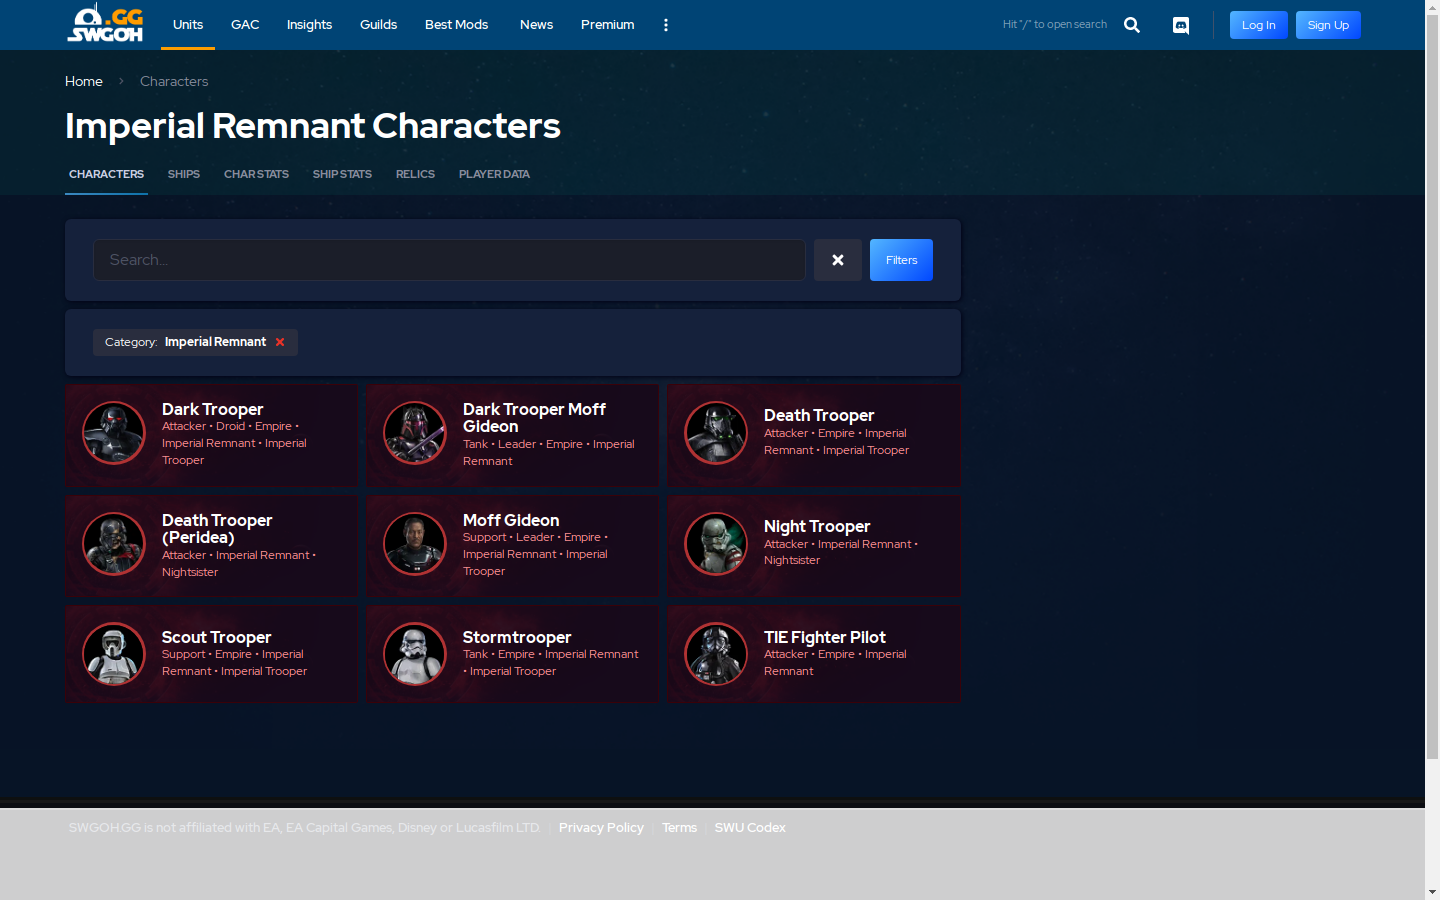 .GG
SWGOH
Units
GAC
Insights
Guilds
Best Mods
News
Premium
Hit "/" to open search
Log In
Sign Up
Home
Characters
Imperial Remnant Characters
CHARACTERS
SHIPS
CHAR STATS
SHIP STATS
RELICS
PLAYER DATA
Search...
Filters
Category: Imperial Remnant
Dark Trooper
Attacker • Droid • Empire •
Imperial Remnant • Imperial
Trooper
Dark Trooper Moff
Gideon
Tank • Leader • Empire • Imperial
Remnant
Death Trooper
Attacker • Empire • Imperial
Remnant • Imperial Trooper
Death Trooper
(Peridea)
Attacker • Imperial Remnant •
Nightsister
Moff Gideon
Support • Leader • Empire •
Imperial Remnant • Imperial
Trooper
Night Trooper
Attacker • Imperial Remnant •
Nightsister
Scout Trooper
Support • Empire • Imperial
Remnant • Imperial Trooper
Stormtrooper
Tank • Empire • Imperial Remnant
• Imperial Trooper
TIE Fighter Pilot
Attacker • Empire • Imperial
Remnant
SWGOH.GG is not affiliated with EA, EA Capital Games, Disney or Lucasfilm LTD. | Privacy Policy | Terms | SWU Codex